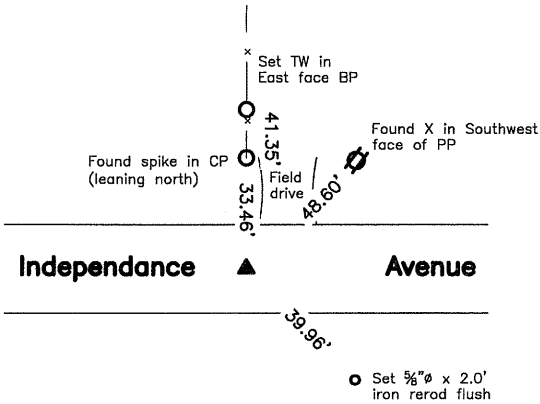 Set TW in
East face BP
41.35'
Found X in Southwest
face of PP
Found spike in CP
(leaning north)
Field
drive
33.46'
48.60'
Independance Avenue
39.96'
Set ⅝"ø x 2.0'
iron rerod flush